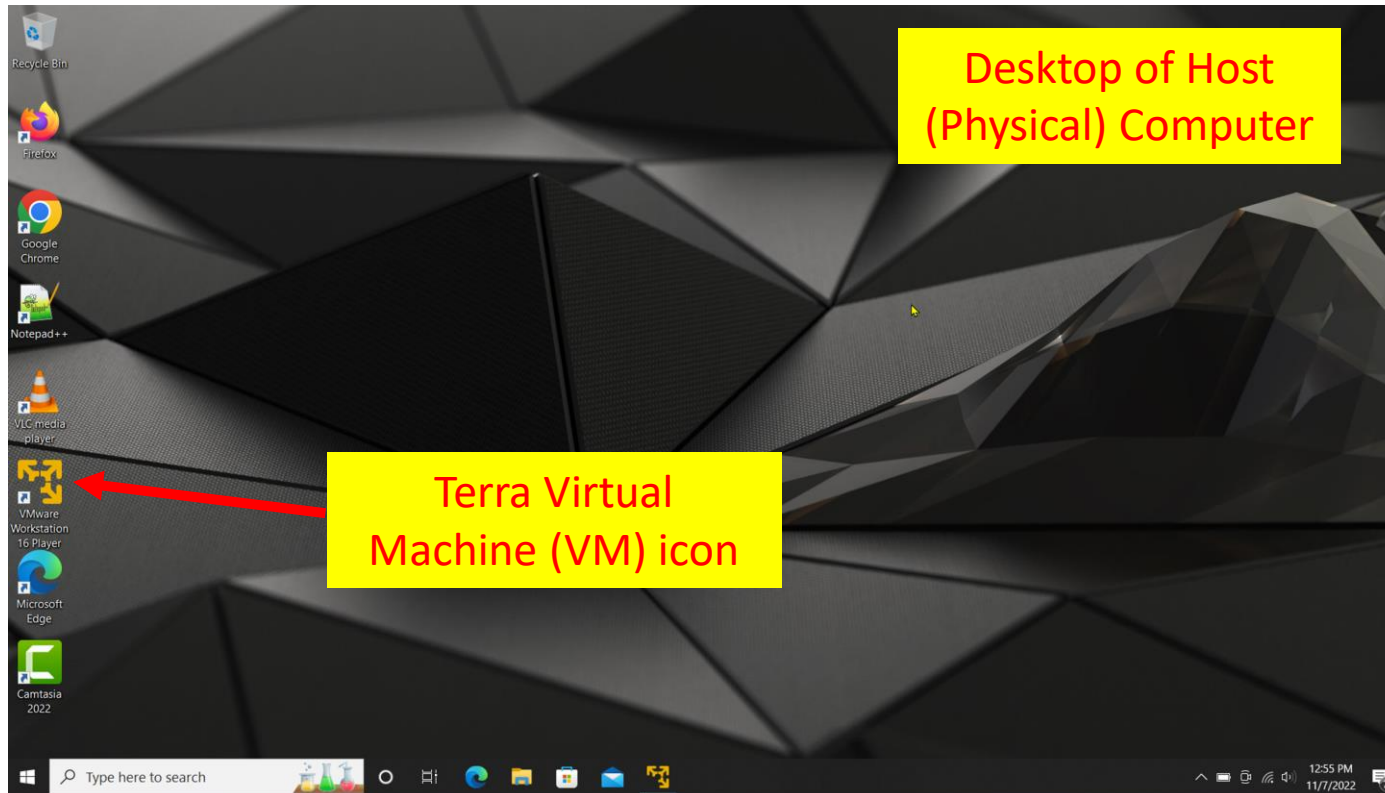 Recycle Bin
Desktop of Host
(Physical) Computer
Firefox
Google
Chrome
Notepad++
VLC media
player
Terra Virtual
Machine (VM) icon
VMware
Workstation
16 Player
Microsoft
Edge
Camtasia
2022
Type here to search
12:55 PM
11/7/2022